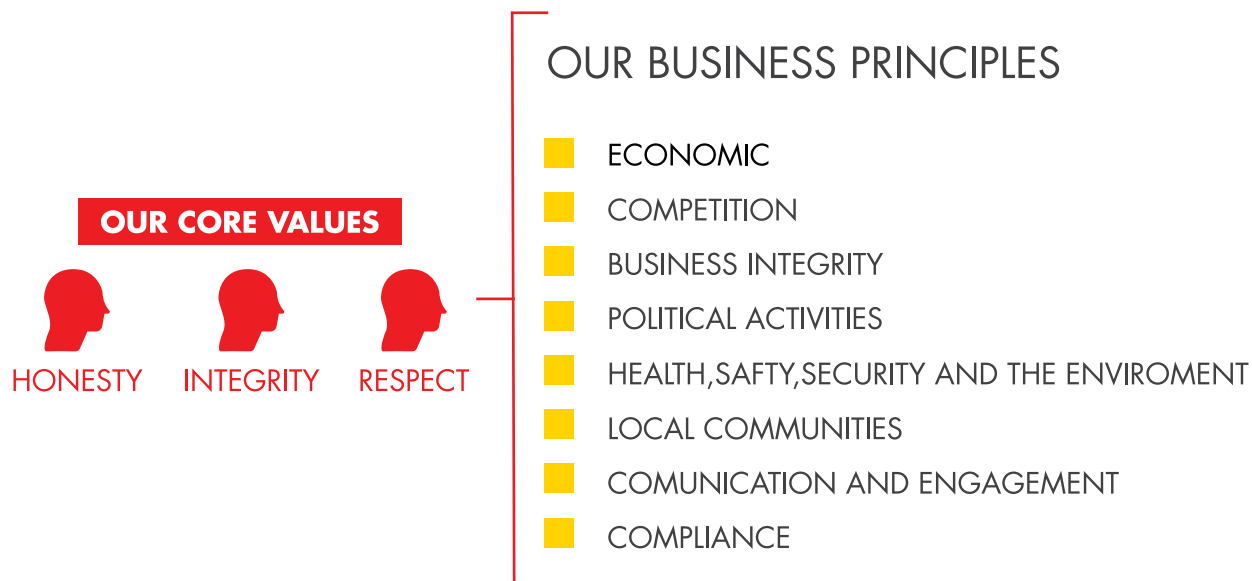 OUR CORE VALUES
HONESTY
INTEGRITY
RESPECT
OUR BUSINESS PRINCIPLES
ECONOMIC
COMPETITION
BUSINESS INTEGRITY
POLITICAL ACTIVITIES
HEALTH,SAFTY,SECURITY AND THE ENVIROMENT
LOCAL COMMUNITIES
COMUNICATION AND ENGAGEMENT
COMPLIANCE